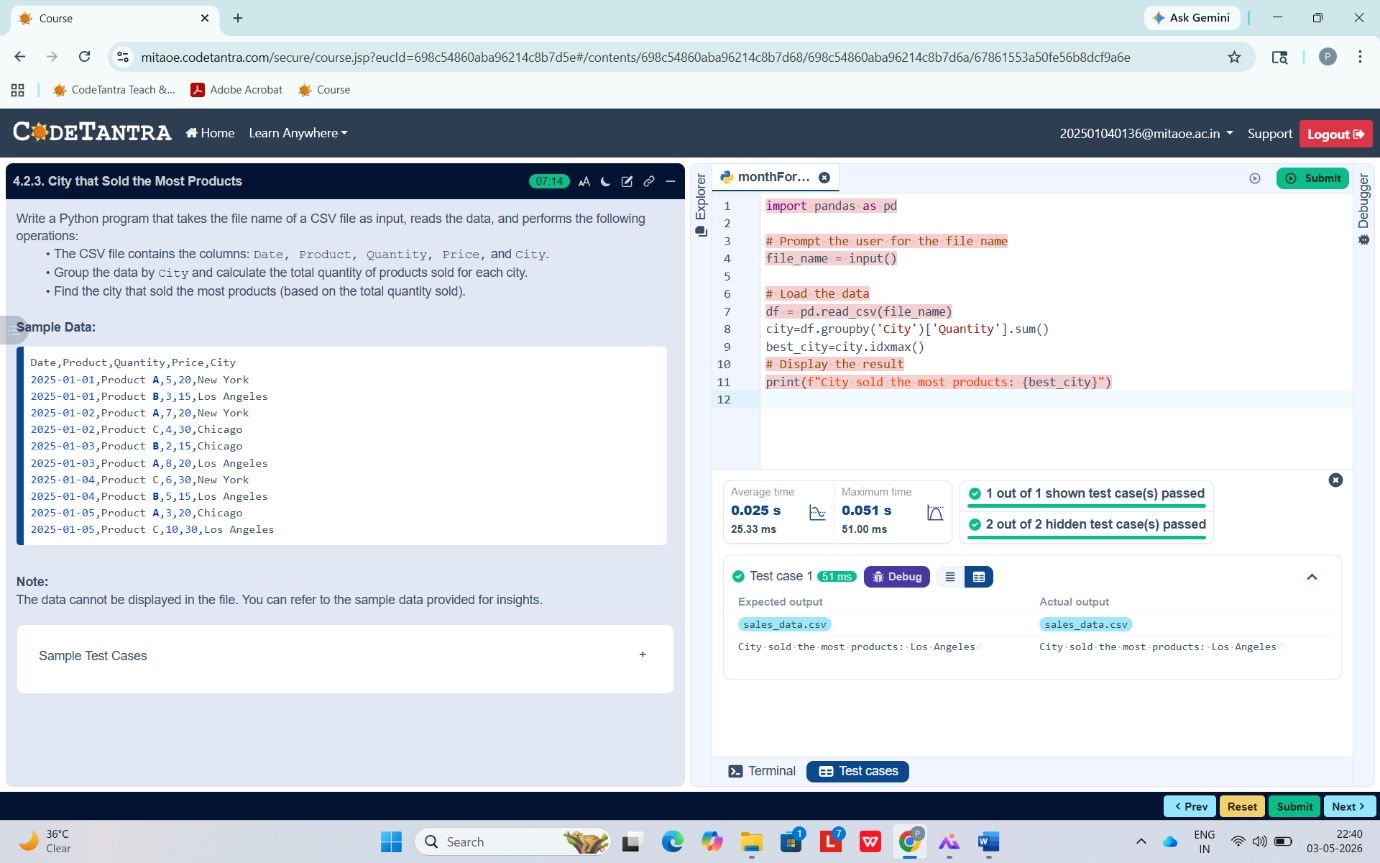 Course
Ask Gemini
mitaoe.codetantra.com/secure/course.jsp?eucId=698c54860aba96214c8b7d5e#/contents/698c54860aba96214c8b7d68/698c54860aba96214c8b7d6a/67861553a50fe56b8dcf9a6e
P
CodeTantra Teach &...
Adobe Acrobat
Course
CODETANTRA
Home
Learn Anywhere
202501040136@mitaoe.ac.in
Support
Logout
4.2.3. City that Sold the Most Products
07:14
AA
Write a Python program that takes the file name of a CSV file as input, reads the data, and performs the following
operations:
• The CSV file contains the columns: Date, Product, Quantity, Price, and City.
• Group the data by City and calculate the total quantity of products sold for each city.
• Find the city that sold the most products (based on the total quantity sold).
Sample Data:
Date,Product,Quantity,Price,City
2025-01-01,Product A,5,20,New York
2025-01-01,Product B,3,15,Los Angeles
2025-01-02,Product A,7,20,New York
2025-01-02,Product C,4,30,Chicago
2025-01-03,Product B,2,15,Chicago
2025-01-03,Product A,8,20,Los Angeles
2025-01-04,Product C,6,30,New York
2025-01-04,Product B,5,15,Los Angeles
2025-01-05,Product A,3,20,Chicago
2025-01-05,Product C,10,30,Los Angeles
Note:
The data cannot be displayed in the file. You can refer to the sample data provided for insights.
Sample Test Cases
+
Explorer
monthFor...
Submit
Debugger
1 import pandas as pd
2
3 # Prompt the user for the file name
4 file_name = input()
5
6 # Load the data
7 df = pd.read_csv(file_name)
8 city=df.groupby('City')['Quantity'].sum()
9 best_city=city.idxmax()
10 # Display the result
11 print(f"City sold the most products: {best_city}")
12
Average time
0.025 s
25.33 ms
Maximum time
0.051 s
51.00 ms
1 out of 1 shown test case(s) passed
2 out of 2 hidden test case(s) passed
Test case 1
51 ms
Debug
Expected output
Actual output
sales_data.csv
sales_data.csv
City·sold·the·most·products:·Los·Angeles
City·sold·the·most·products:·Los·Angeles
Terminal
Test cases
Prev
Reset
Submit
Next
36°C
Clear
Search
1
L
7
W
P
W
ENG
IN
22:40
03-05-2026